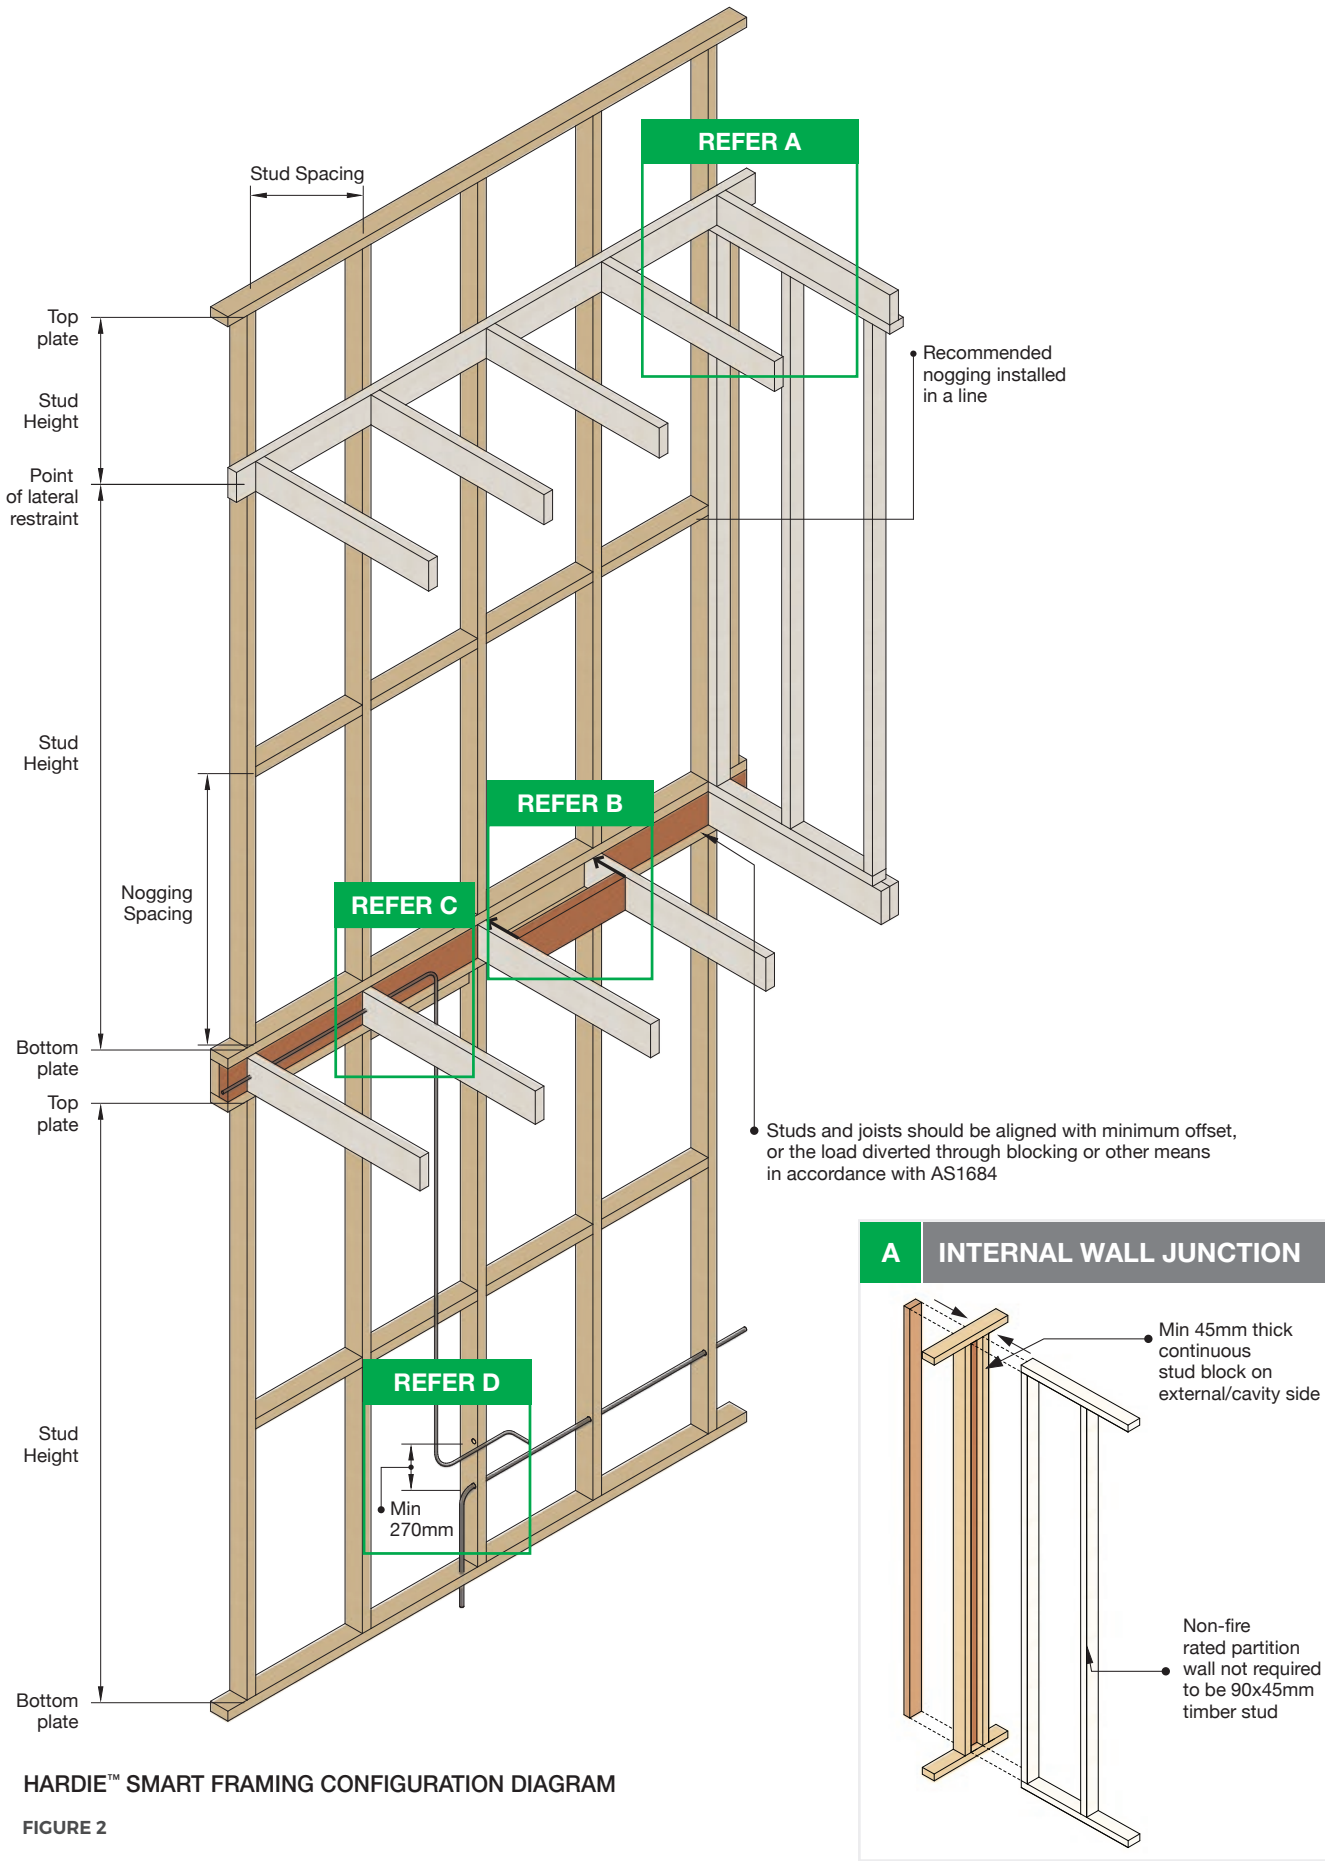 REFER A
Stud Spacing
Top
plate
Stud
Height
Point
of lateral
restraint
Recommended
nogging installed
in a line
Stud
Height
REFER B
Nogging
Spacing
REFER C
Bottom
plate
Top
plate
Studs and joists should be aligned with minimum offset,
or the load diverted through blocking or other means
in accordance with AS1684
REFER D
Min
270mm
Stud
Height
Bottom
plate
A INTERNAL WALL JUNCTION
Min 45mm thick
continuous
stud block on
external/cavity side
Non-fire
rated partition
wall not required
to be 90x45mm
timber stud
HARDIE™ SMART FRAMING CONFIGURATION DIAGRAM
FIGURE 2